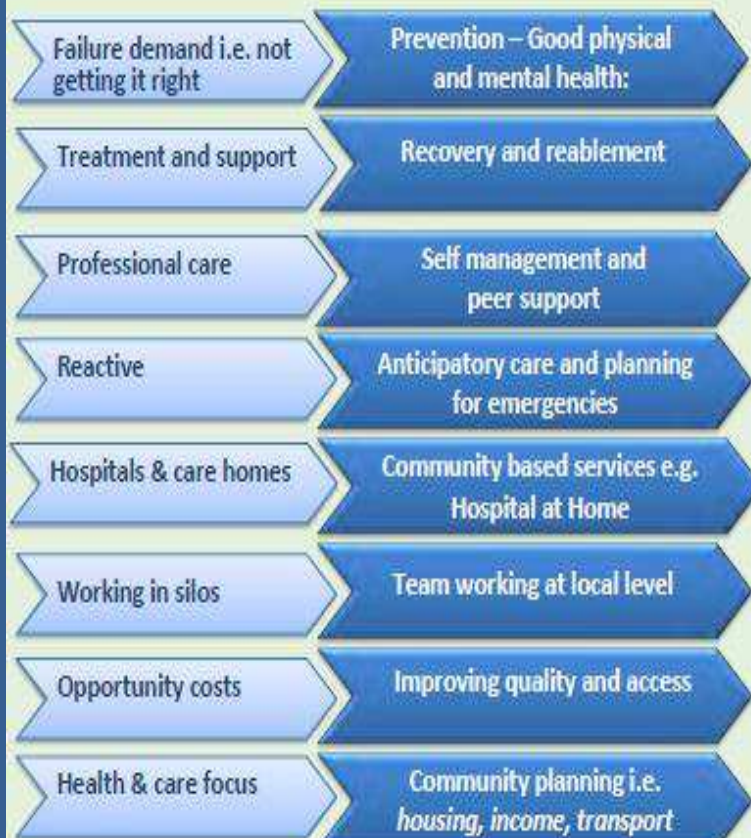 Failure demand i.e. not
getting it right
Prevention – Good physical
and mental health:
Treatment and support
Recovery and reablement
Professional care
Self management and
peer support
Reactive
Anticipatory care and planning
for emergencies
Hospitals & care homes
Community based services e.g.
Hospital at Home
Working in silos
Team working at local level
Opportunity costs
Improving quality and access
Health & care focus
Community planning i.e.
housing, income, transport